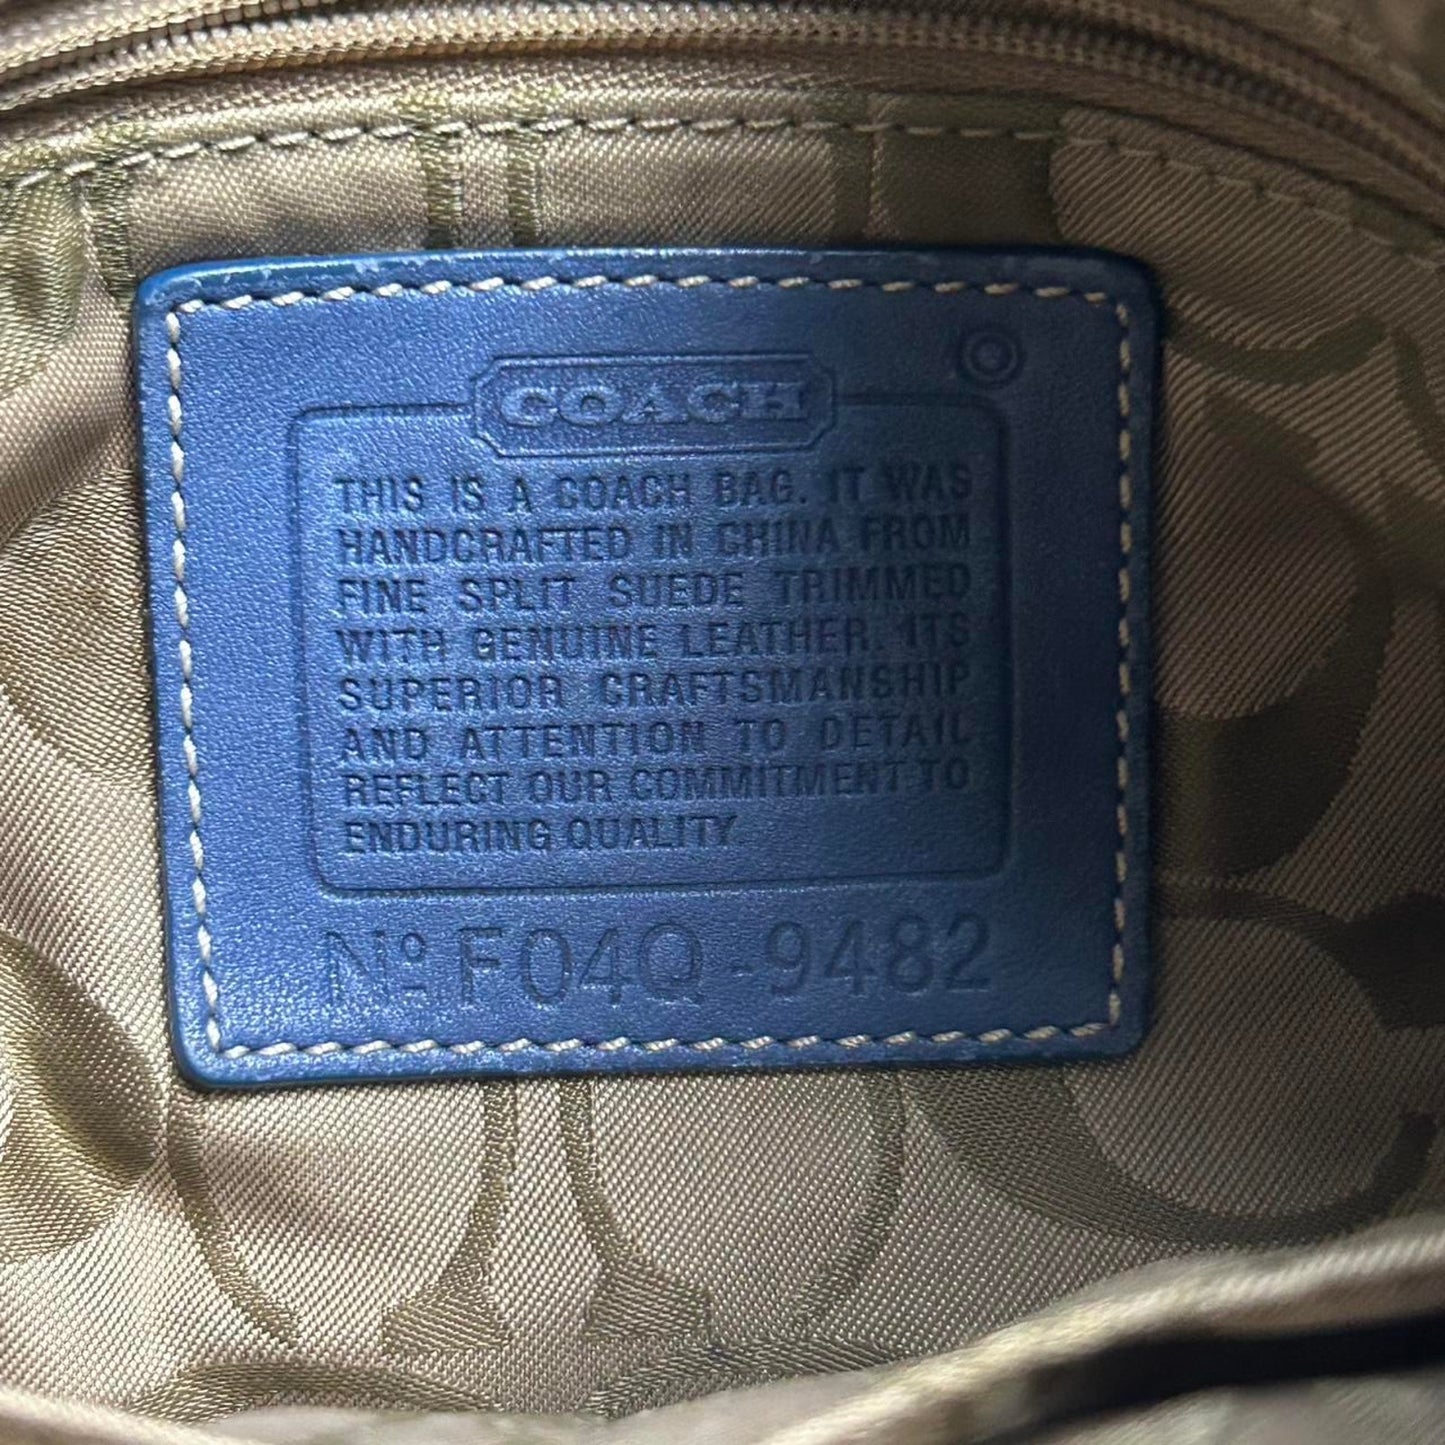 COACH
THIS IS A COACH BAG. IT WAS
HANDCRAFTED IN CHINA FROM
FINE SPLIT SUEDE TRIMMED
WITH GENUINE LEATHER. ITS
SUPERIOR CRAFTSMANSHIP
AND ATTENTION TO DETAIL
REFLECT OUR COMMITMENT TO
ENDURING QUALITY.
Nº F04Q-9482